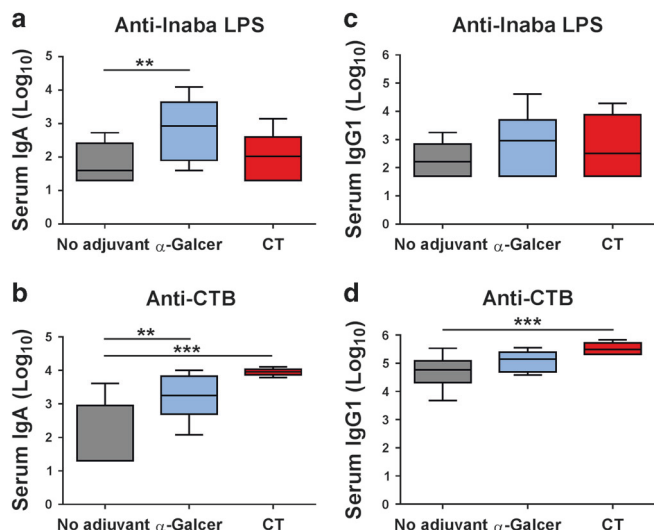 a
Anti-Inaba LPS
Serum IgA (Log10)
5
4
3
2
1
0
**
No adjuvant α-Galcer CT
c
Anti-Inaba LPS
Serum IgG1 (Log10)
6
5
4
3
2
1
0
No adjuvant α-Galcer CT
b
Anti-CTB
Serum IgA (Log10)
5
4
3
2
1
0
**
***
No adjuvant α-Galcer CT
d
Anti-CTB
Serum IgG1 (Log10)
6
5
4
3
2
1
0
***
No adjuvant α-Galcer CT